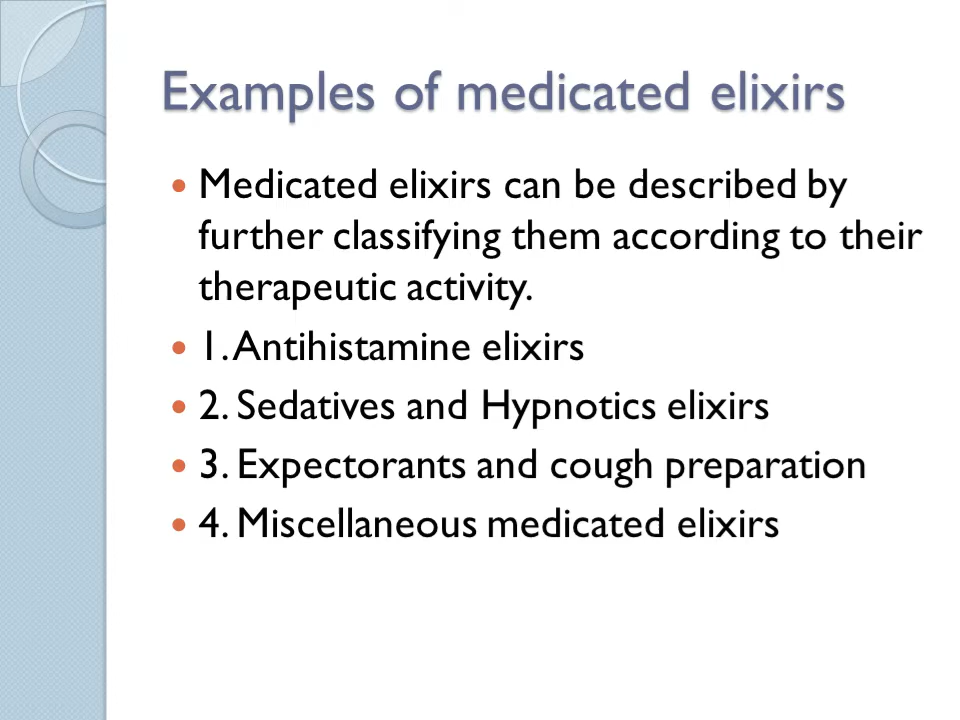 Examples of medicated elixirs
• Medicated elixirs can be described by
further classifying them according to their
therapeutic activity.
• 1. Antihistamine elixirs
• 2. Sedatives and Hypnotics elixirs
• 3. Expectorants and cough preparation
• 4. Miscellaneous medicated elixirs